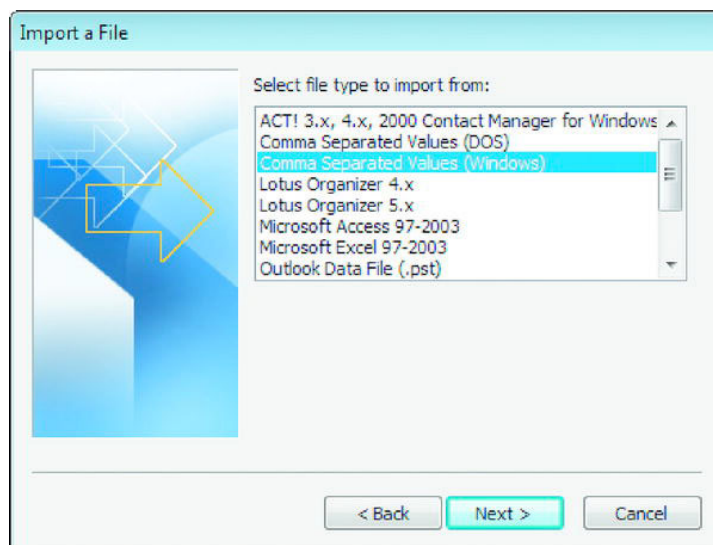 Import a File
Select file type to import from:
ACT! 3.x, 4.x, 2000 Contact Manager for Windows
Comma Separated Values (DOS)
Comma Separated Values (Windows)
Lotus Organizer 4.x
Lotus Organizer 5.x
Microsoft Access 97-2003
Microsoft Excel 97-2003
Outlook Data File (.pst)
< Back
Next >
Cancel